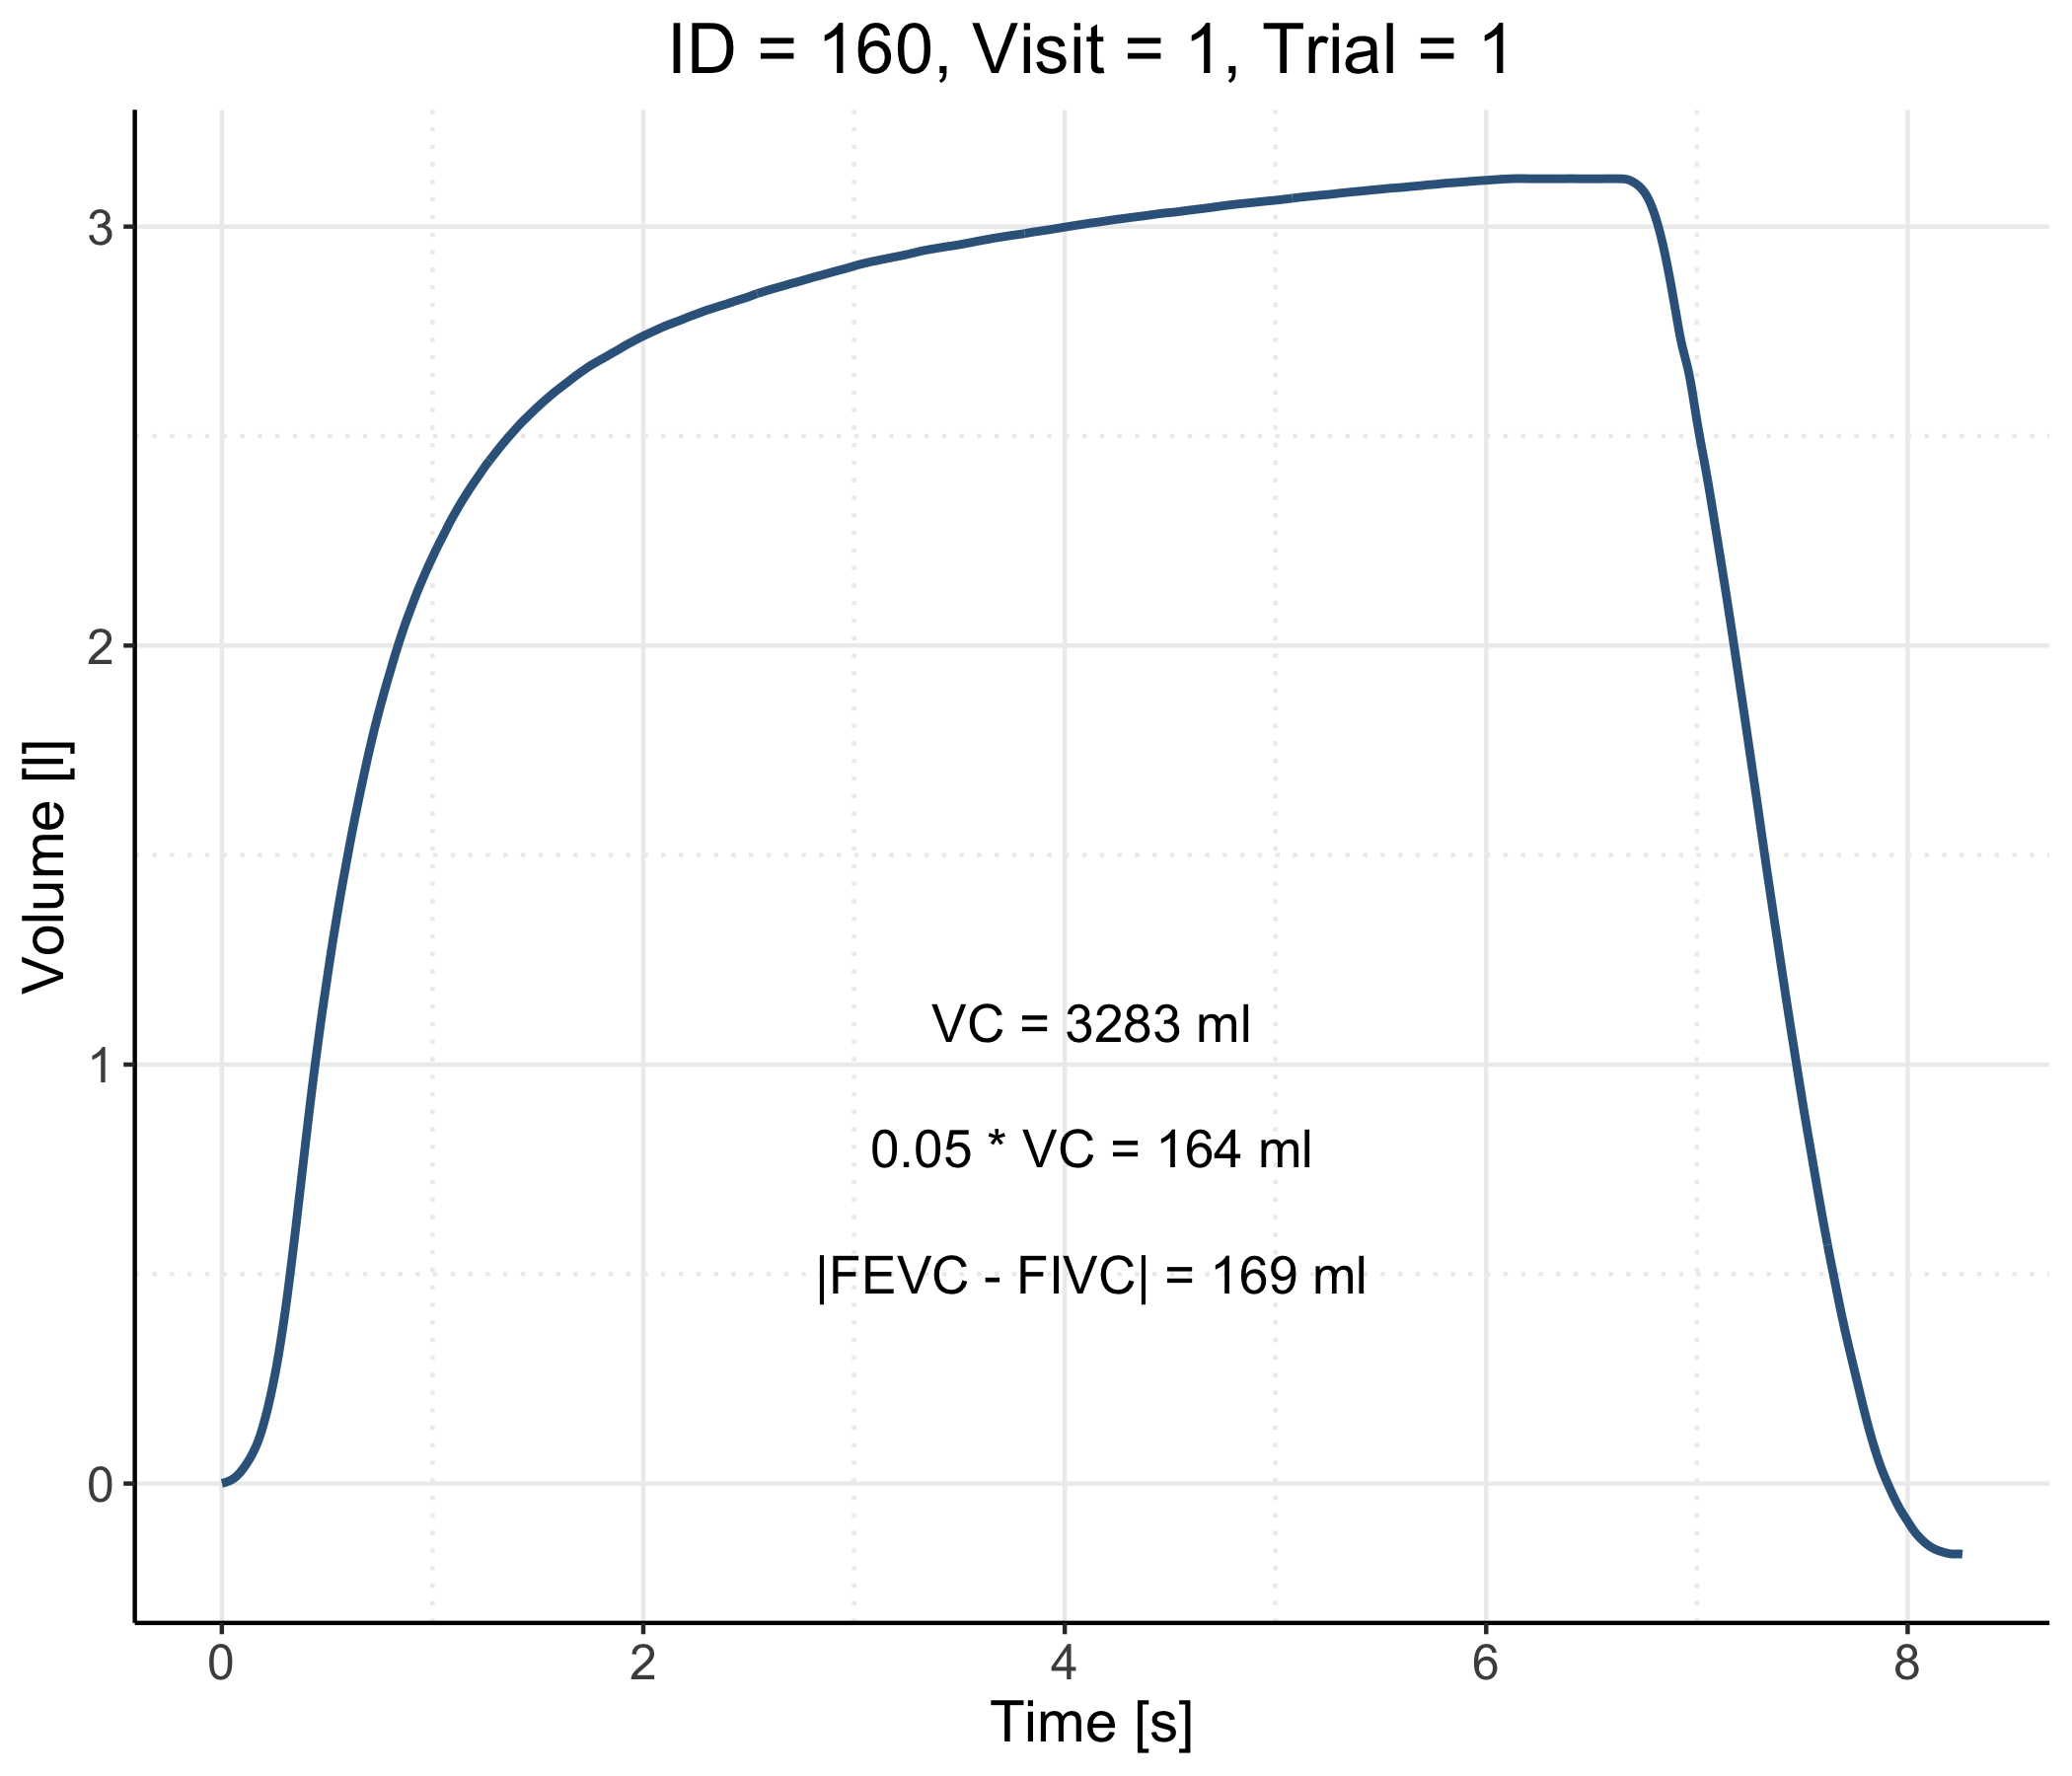 ID = 160, Visit = 1, Trial = 1
Volume [l]
3
2
1
0
VC = 3283 ml
0.05 * VC = 164 ml
|FEVC - FIVC| = 169 ml
0 2 4 6 8
Time [s]